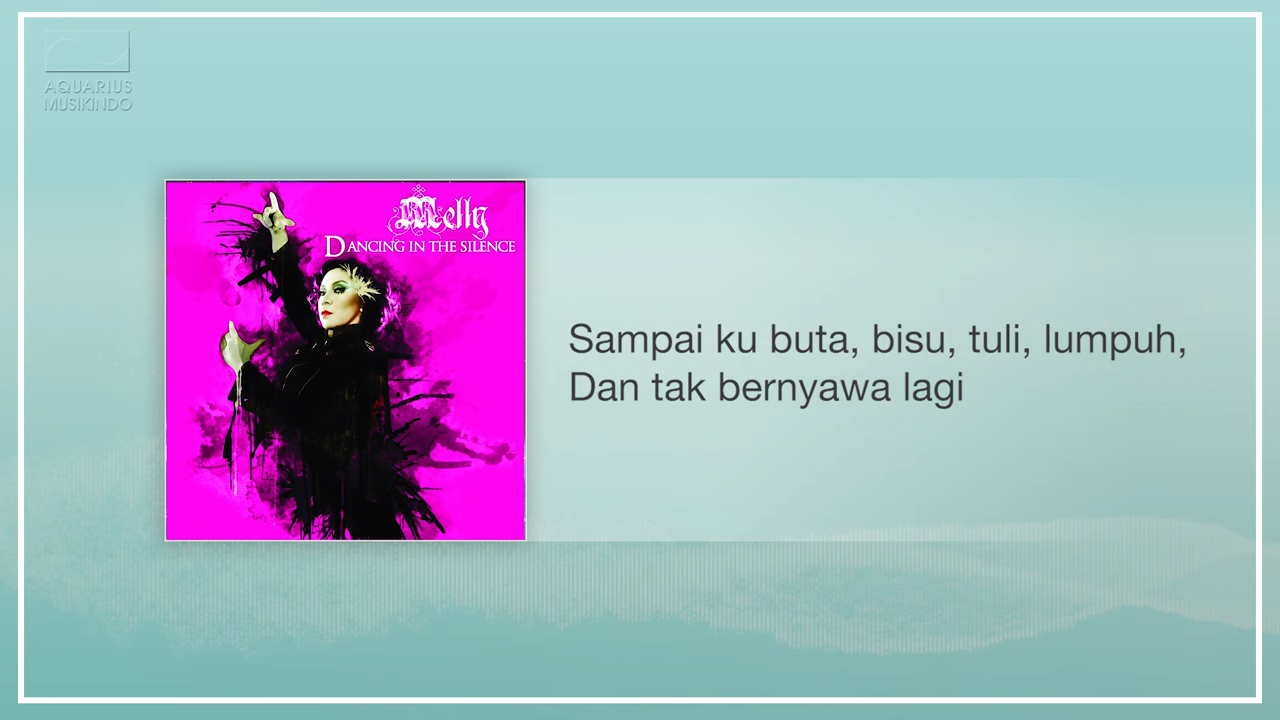 AQUARIUS
MUSIKINDO
Melly
DANCING IN THE SILENCE
Sampai ku buta, bisu, tuli, lumpuh,
Dan tak bernyawa lagi